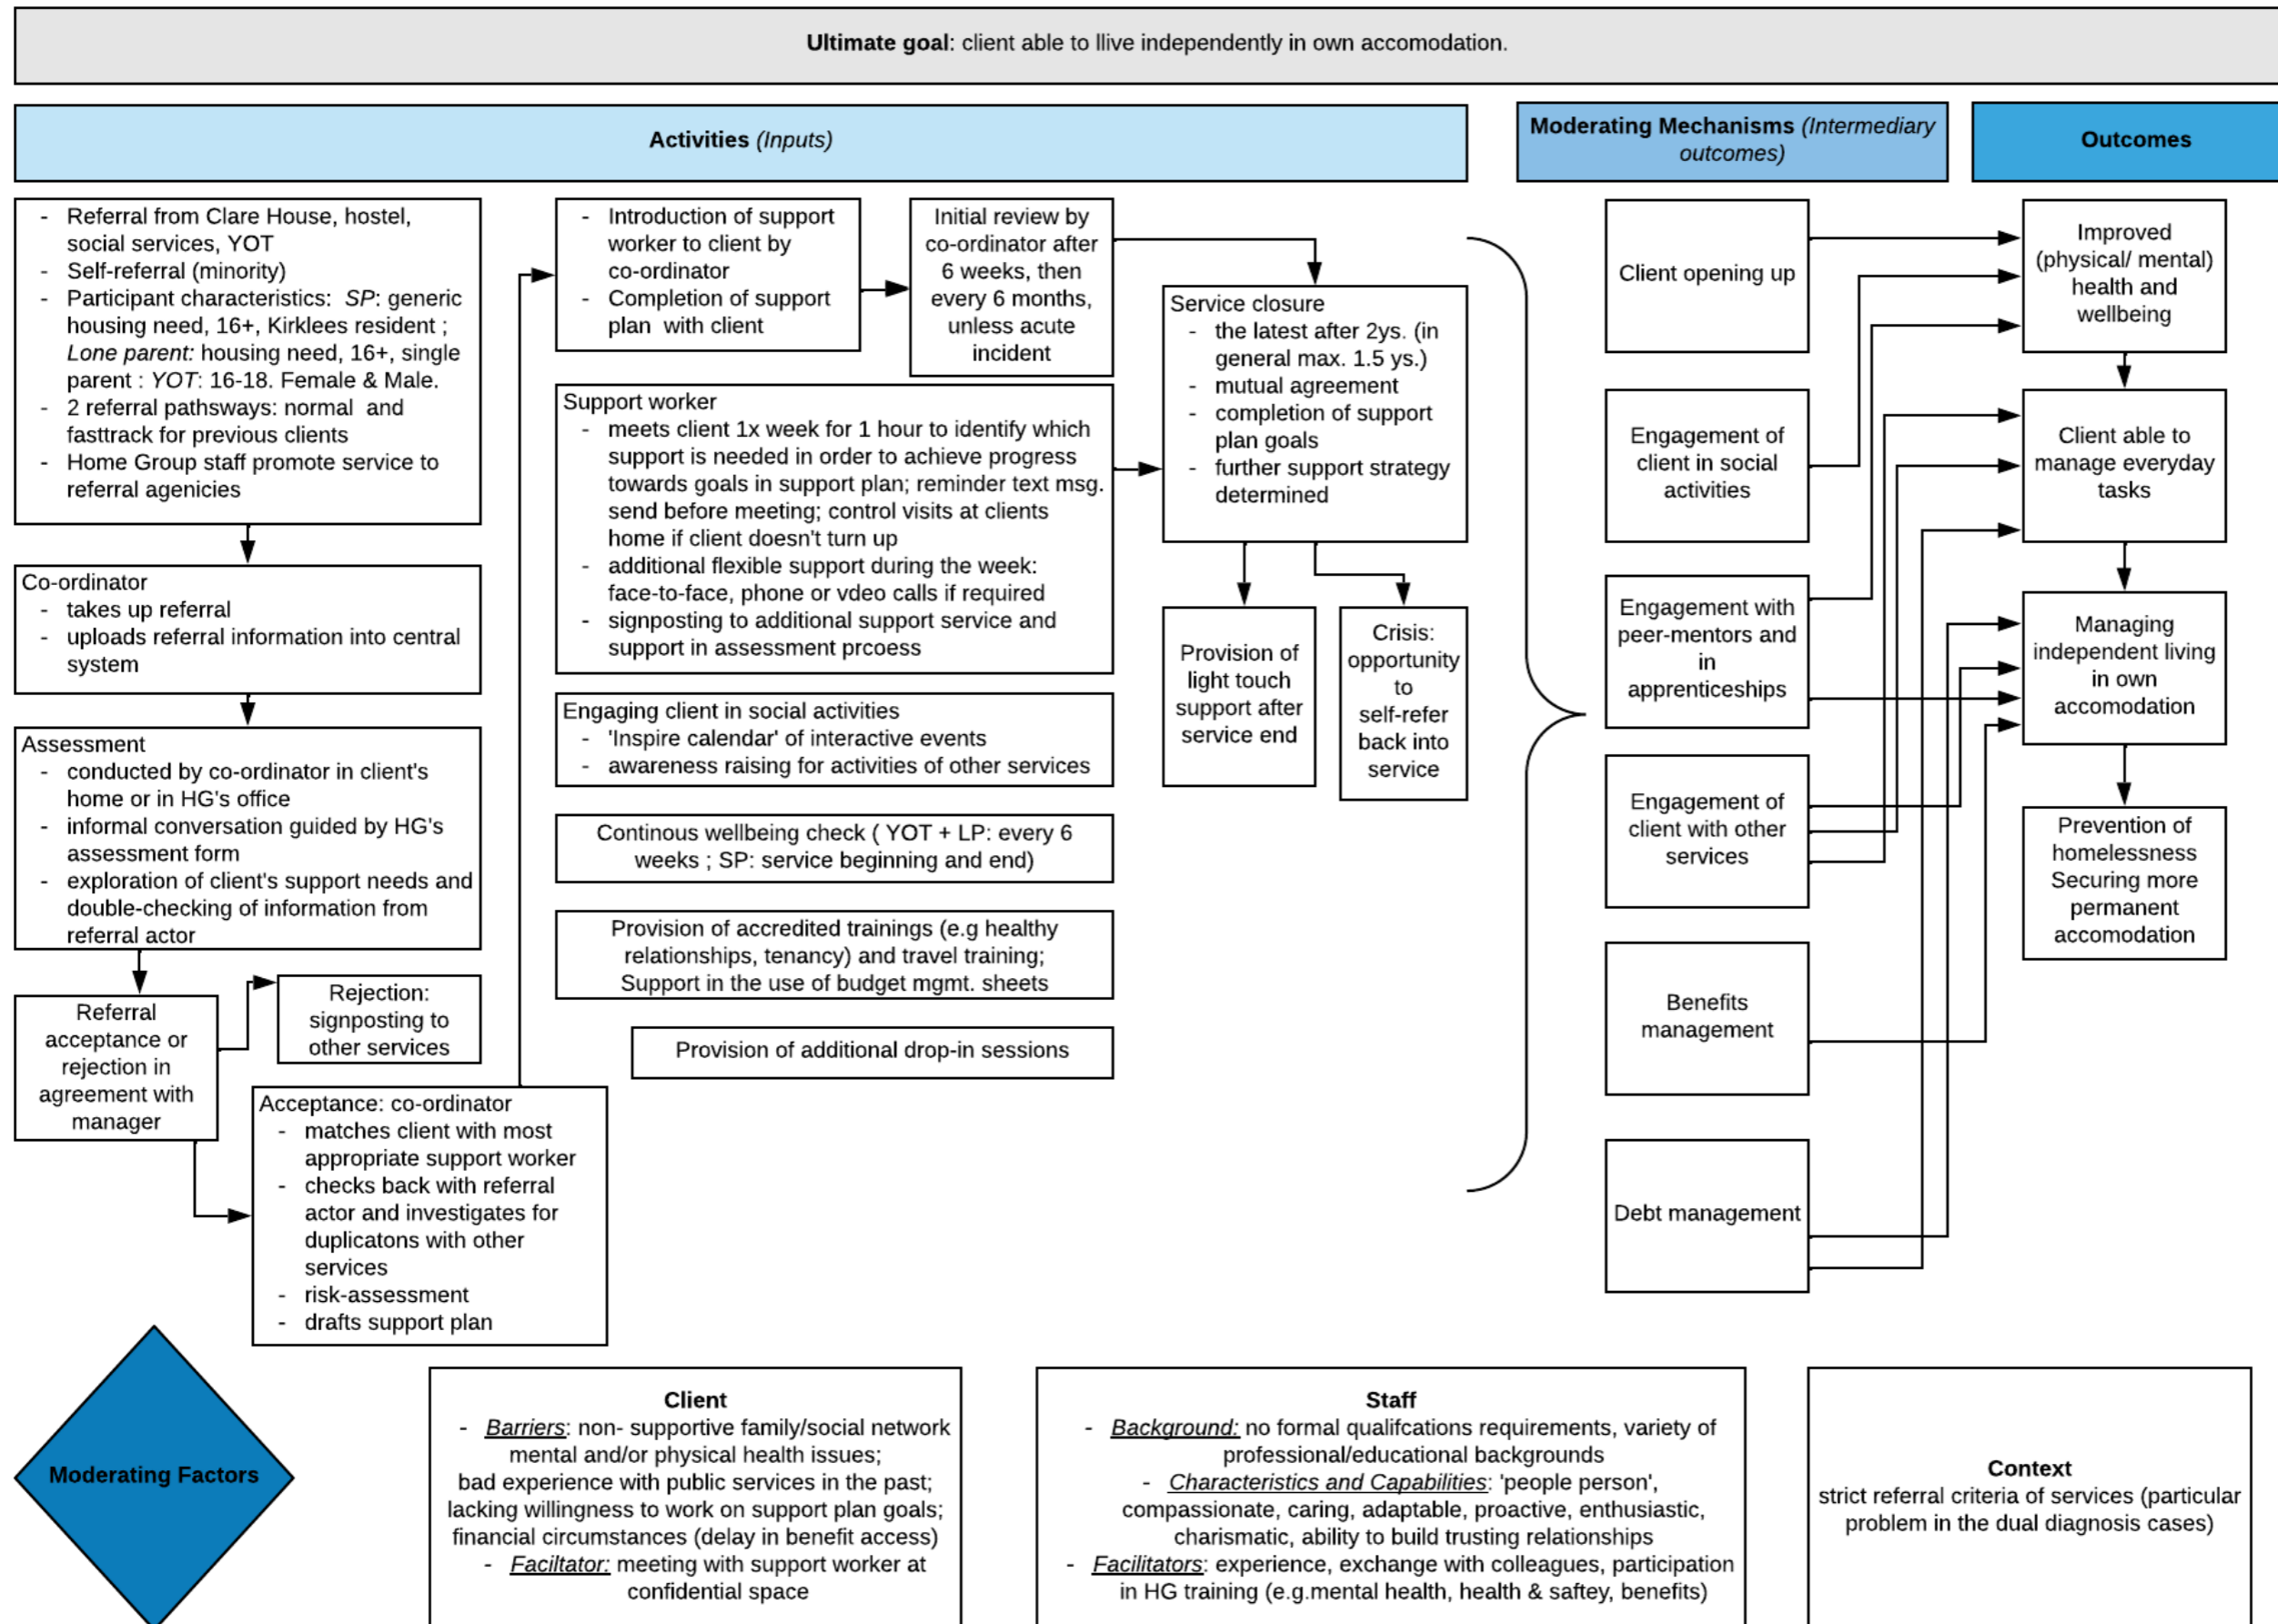 Ultimate goal: client able to llive independently in own accomodation.
Activities (Inputs)
Moderating Mechanisms (Intermediary
outcomes)
Outcomes
- Referral from Clare House, hostel,
social services, YOT
- Self-referral (minority)
- Participant characteristics: SP: generic
housing need, 16+, Kirklees resident ;
Lone parent: housing need, 16+, single
parent : YOT: 16-18. Female & Male.
- 2 referral pathsways: normal and
fasttrack for previous clients
- Home Group staff promote service to
referral agencies
Co-ordinator
- takes up referral
- uploads referral information into central
system
Assessment
- conducted by co-ordinator in client's
home or in HG's office
- informal conversation guided by HG's
assessment form
- exploration of client's support needs and
double-checking of information from
referral actor
Referral
acceptance or
rejection in
agreement with
manager
Rejection:
signposting to
other services
Acceptance: co-ordinator
- matches client with most
appropriate support worker
- checks back with referral
actor and investigates for
duplicatons with other
services
- risk-assessment
- drafts support plan
- Introduction of support
worker to client by
co-ordinator
- Completion of support
plan with client
Initial review by
co-ordinator after
6 weeks, then
every 6 months,
unless acute
incident
Support worker
- meets client 1x week for 1 hour to identify which
support is needed in order to achieve progress
towards goals in support plan; reminder text msg.
send before meeting; control visits at clients
home if client doesn't turn up
- additional flexible support during the week:
face-to-face, phone or vdeo calls if required
- signposting to additional support service and
support in assessment prcoess
Engaging client in social activities
- 'Inspire calendar' of interactive events
- awareness raising for activities of other services
Continous wellbeing check ( YOT + LP: every 6
weeks ; SP: service beginning and end)
Provision of accredited trainings (e.g healthy
relationships, tenancy) and travel training;
Support in the use of budget mgmt. sheets
Provision of additional drop-in sessions
Service closure
- the latest after 2ys. (in
general max. 1.5 ys.)
- mutual agreement
- completion of support
plan goals
- further support strategy
determined
Provision of
light touch
support after
service end
Crisis:
opportunity
to
self-refer
back into
service
Client opening up
Engagement of
client in social
activities
Engagement with
peer-mentors and
in
apprenticeships
Engagement of
client with other
services
Benefits
management
Debt management
Improved
(physical/ mental)
health and
wellbeing
Client able to
manage everyday
tasks
Managing
independent living
in own
accomodation
Prevention of
homelessness
Securing more
permanent
accomodation
Moderating Factors
Client
- Barriers: non- supportive family/social network
mental and/or physical health issues;
bad experience with public services in the past;
lacking willingness to work on support plan goals;
financial circumstances (delay in benefit access)
- Faciltator: meeting with support worker at
confidential space
Staff
- Background: no formal qualifcations requirements, variety of
professional/educational backgrounds
- Characteristics and Capabilities: 'people person',
compassionate, caring, adaptable, proactive, enthusiastic,
charismatic, ability to build trusting relationships
- Facilitators: experience, exchange with colleagues, participation
in HG training (e.g.mental health, health & saftey, benefits)
Context
strict referral criteria of services (particular
problem in the dual diagnosis cases)